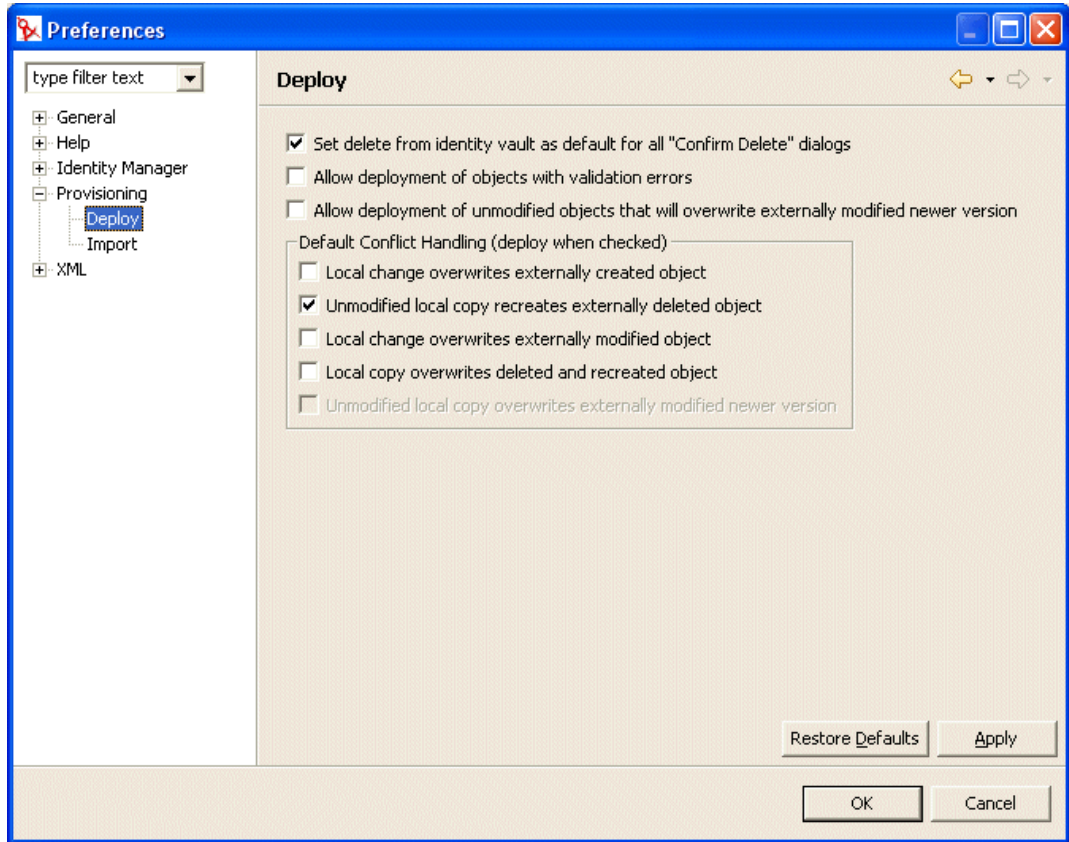 Preferences
type filter text
General
Help
Identity Manager
Provisioning
Deploy
Import
XML
Deploy
Set delete from identity vault as default for all "Confirm Delete" dialogs
Allow deployment of objects with validation errors
Allow deployment of unmodified objects that will overwrite externally modified newer version
Default Conflict Handling (deploy when checked)
Local change overwrites externally created object
Unmodified local copy recreates externally deleted object
Local change overwrites externally modified object
Local copy overwrites deleted and recreated object
Unmodified local copy overwrites externally modified newer version
Restore Defaults
Apply
OK
Cancel